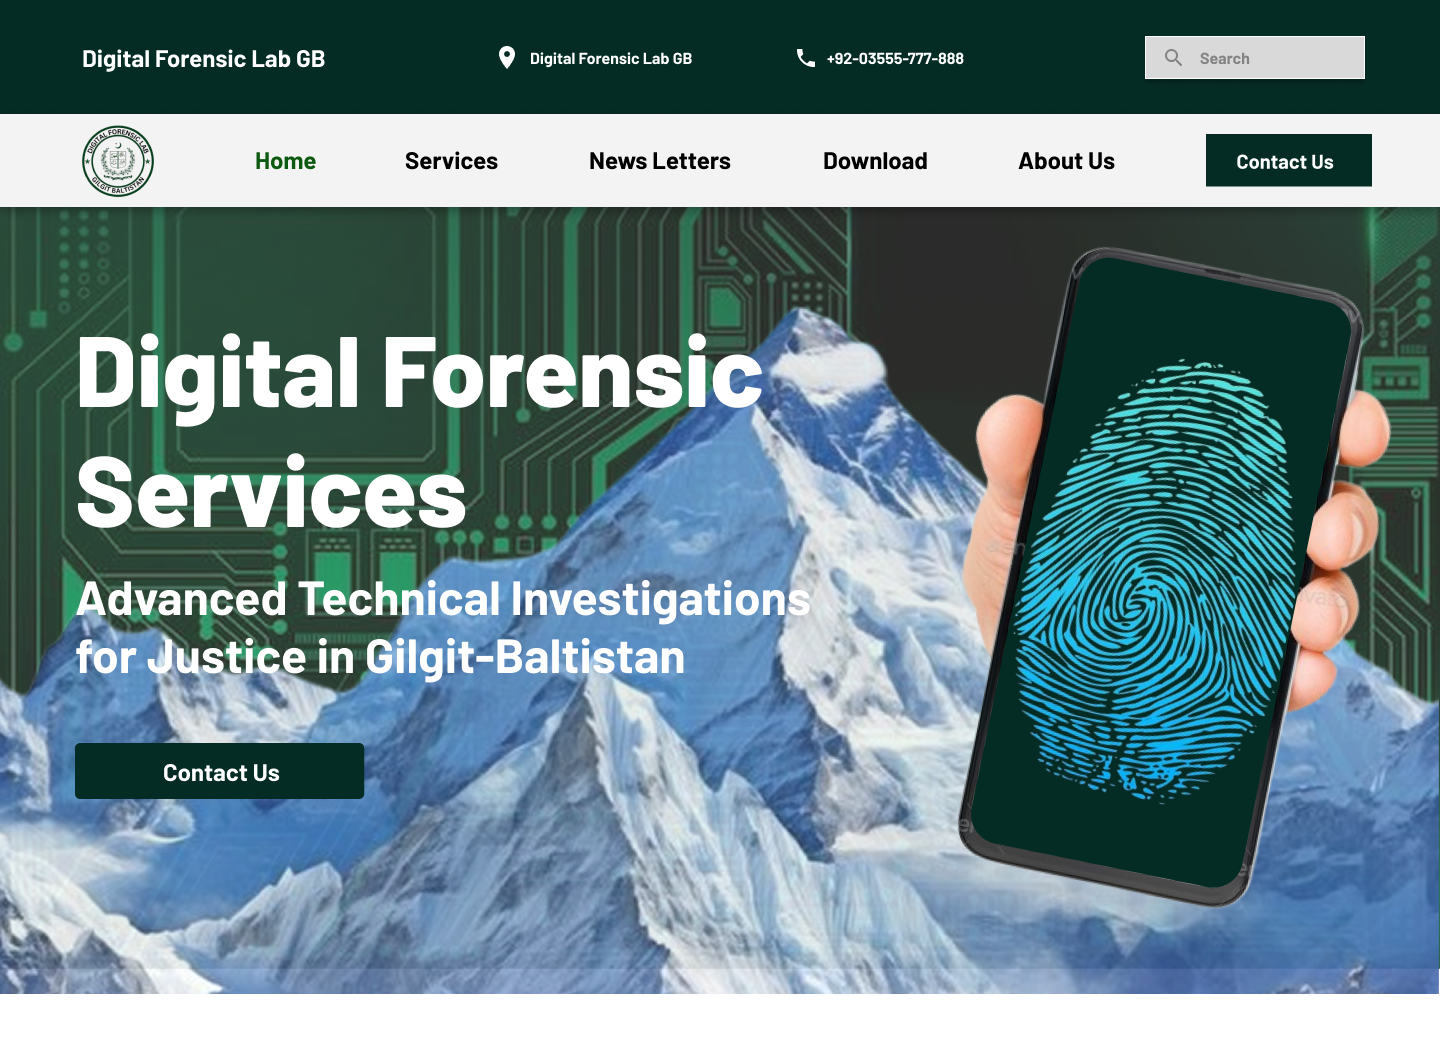 Digital Forensic Lab GB
Digital Forensic Lab GB
+92-03555-777-888
Search
DIGITAL FORENSIC LAB
GILGIT BALTISTAN
Home
Services
News Letters
Download
About Us
Contact Us
Digital Forensic
Services
Advanced Technical Investigations
for Justice in Gilgit-Baltistan
Contact Us